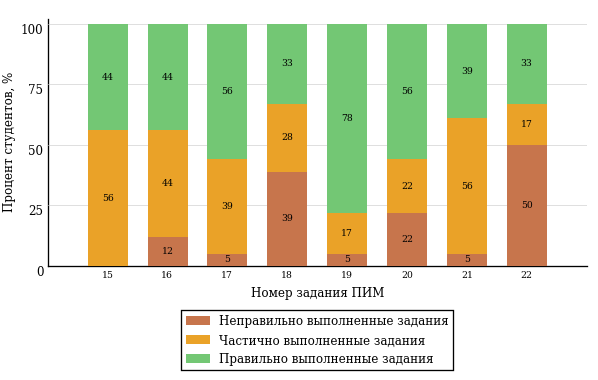 Процент студентов, %
100
75
50
25
0
44 44 56 33 78 56 39 33
56 44 39 28 17 22 56 17
12 5 39 5 22 5 50
15 16 17 18 19 20 21 22
Номер задания ПИМ
Неправильно выполненные задания
Частично выполненные задания
Правильно выполненные задания